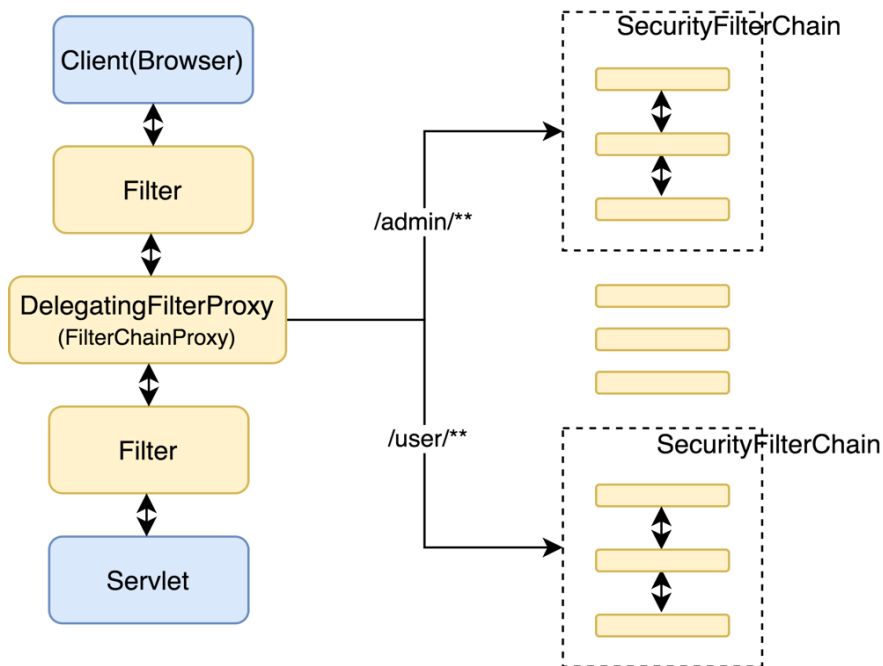 Client(Browser)
Filter
DelegatingFilterProxy
(FilterChainProxy)
Filter
Servlet
/admin/**
/user/**
SecurityFilterChain
SecurityFilterChain